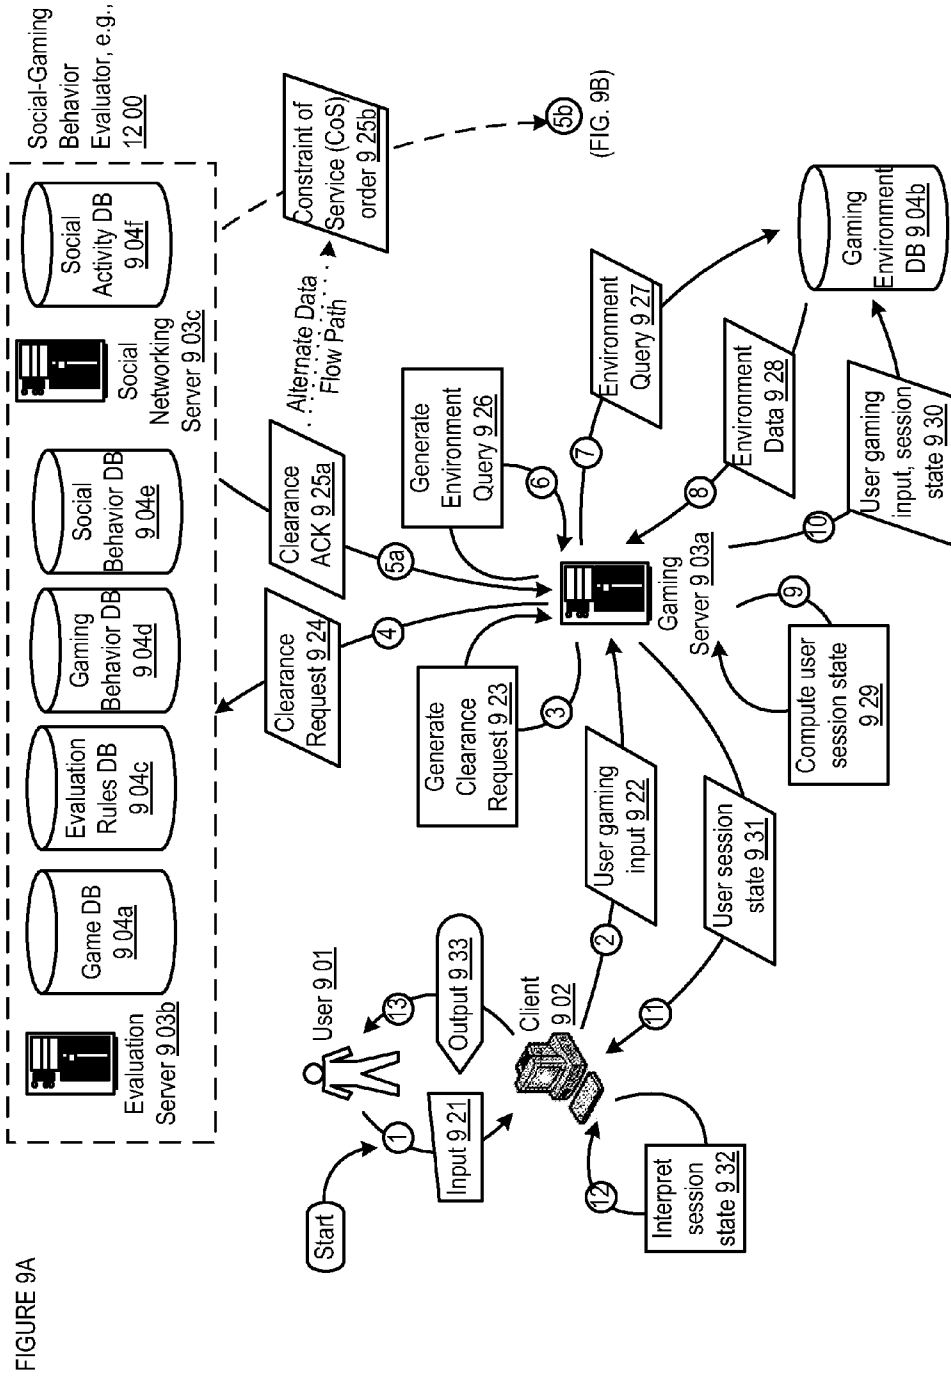 FIGURE 9A
Social-Gaming
Behavior
Evaluator, e.g.,
12 00
Evaluation
Server 9 03b
Game DB
9 04a
Evaluation
Rules DB
9 04c
Gaming
Behavior DB
9 04d
Social
Behavior DB
9 04e
Social
Networking
Server 9 03c
Social
Activity DB
9 04f
Start
1
Input 9 21
User 9 01
13
Output 9 33
Client
9 02
12
Interpret
session
state 9 32
2
User gaming
input 9 22
11
User session
state 9 31
Generate
Clearance
Request 9 23
3
Clearance
Request 9 24
4
Clearance
ACK 9 25a
5a
Alternate Data
Flow Path
Constraint of
Service (CoS)
order 9 25b
5b
(FIG. 9B)
Generate
Environment
Query 9 26
6
7
Environment
Query 9 27
Gaming
Server 9 03a
8
Environment
Data 9 28
9
Compute user
session state
9 29
10
User gaming
input, session
state 9 30
Gaming
Environment
DB 9 04b